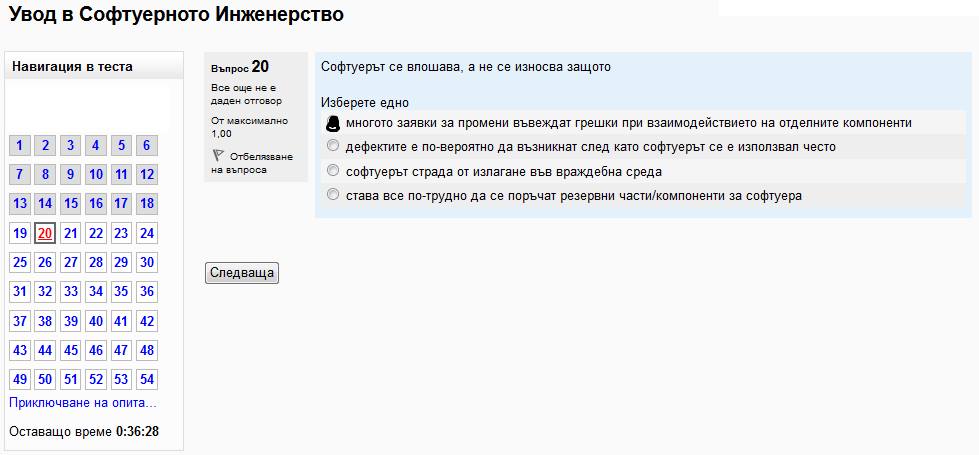 Увод в Софтуерното Инженерство
Навигация в теста
1 2 3 4 5 6
7 8 9 10 11 12
13 14 15 16 17 18
19 20 21 22 23 24
25 26 27 28 29 30
31 32 33 34 35 36
37 38 39 40 41 42
43 44 45 46 47 48
49 50 51 52 53 54
Приключване на опита...
Оставащо време 0:36:28
Въпрос 20
Все още не е
даден отговор
От максимално
1,00
Отбелязване
на въпроса
Софтуерът се влошава, а не се износва защото
Изберете едно
многото заявки за промени въвеждат грешки при взаимодействието на отделните компоненти
дефектите е по-вероятно да възникнат след като софтуерът се е използвал често
софтуерът страда от излагане във враждебна среда
става все по-трудно да се поръчат резервни части/компоненти за софтуера
Следваща